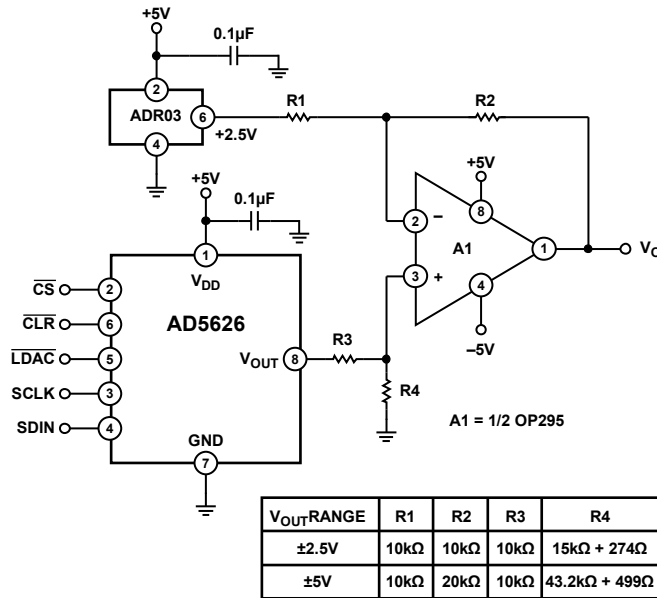 +5V
0.1µF
2
ADR03
6
+2.5V
4
R1
R2
+5V
0.1µF
1
VDD
+5V
8
2
–
A1
1
VO
3
+
4
–5V
CS
2
CLR
6
AD5626
LDAC
5
VOUT
8
R3
SCLK
3
R4
SDIN
4
GND
7
A1 = 1/2 OP295
VOUTRANGE R1 R2 R3 R4
±2.5V 10kΩ 10kΩ 10kΩ 15kΩ + 274Ω
±5V 10kΩ 20kΩ 10kΩ 43.2kΩ + 499Ω